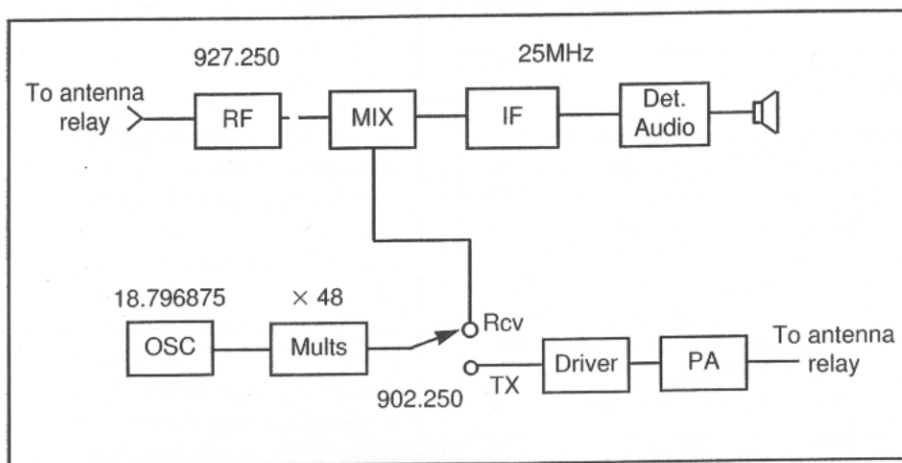 927.250
25MHz
To antenna
relay
RF
MIX
IF
Det.
Audio
18.796875
× 48
OSC
Mults
Rcv
902.250
TX
Driver
PA
To antenna
relay